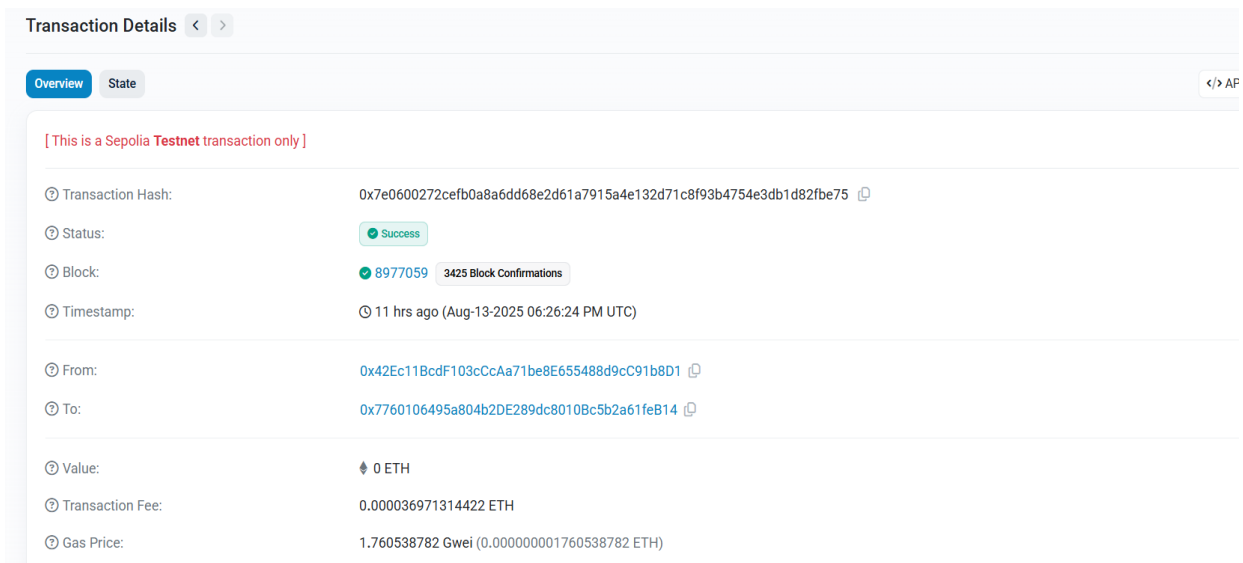 Transaction Details
Overview State
</> AP
[ This is a Sepolia Testnet transaction only ]
Transaction Hash: 0x7e0600272cefb0a8a6dd68e2d61a7915a4e132d71c8f93b4754e3db1d82fbe75
Status: Success
Block: 8977059 3425 Block Confirmations
Timestamp: 11 hrs ago (Aug-13-2025 06:26:24 PM UTC)
From: 0x42Ec11BcdF103cCcAa71be8E655488d9cC91b8D1
To: 0x7760106495a804b2DE289dc8010Bc5b2a61feB14
Value: 0 ETH
Transaction Fee: 0.000036971314422 ETH
Gas Price: 1.760538782 Gwei (0.000000001760538782 ETH)